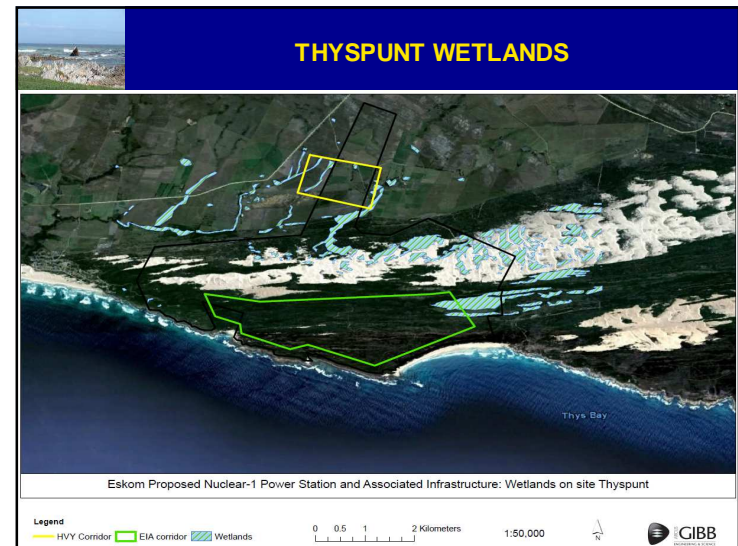 THYSPUNT WETLANDS
Thys Bay
Eskom Proposed Nuclear-1 Power Station and Associated Infrastructure: Wetlands on site Thyspunt
Legend
HVY Corridor
EIA corridor
Wetlands
0 0.5 1 2 Kilometers
1:50,000
N
GIBB